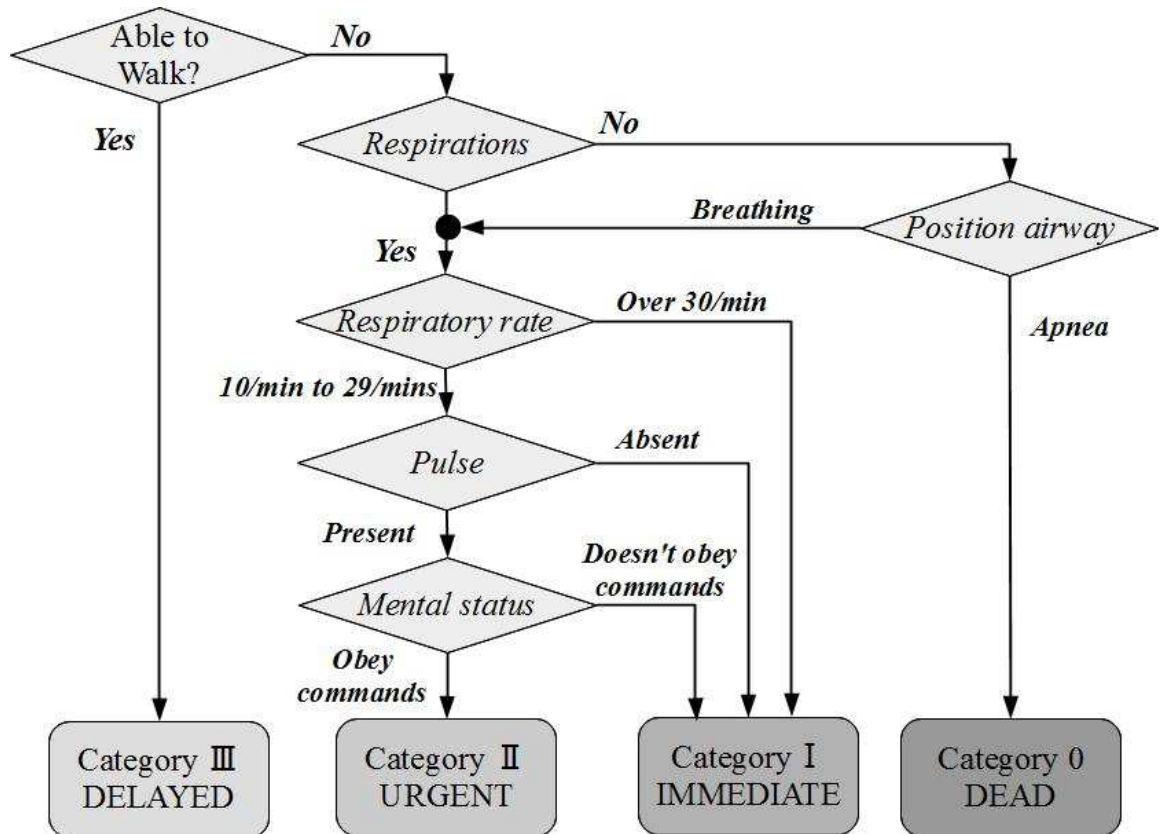 Able to
Walk?
No
Yes
Respirations
No
Breathing
Position airway
Yes
Respiratory rate
Over 30/min
Apnea
10/min to 29/mins
Pulse
Absent
Present
Doesn't obey
commands
Mental status
Obey
commands
Category Ⅲ
DELAYED
Category Ⅱ
URGENT
Category Ⅰ
IMMEDIATE
Category 0
DEAD